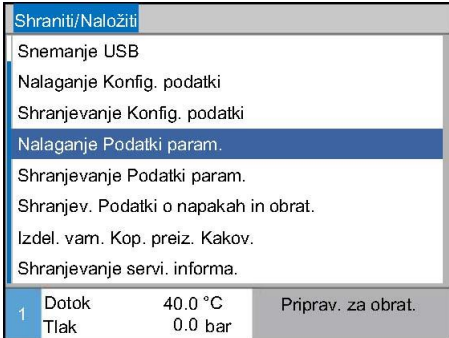 Shraniti/Naložiti
Snemanje USB
Nalaganje Konfig. podatki
Shranjevanje Konfig. podatki
Nalaganje Podatki param.
Shranjevanje Podatki param.
Shranjev. Podatki o napakah in obrat.
Izdel. varn. Kop. preiz. Kakov.
Shranjevanje servi. informa.
1 Dotok 40.0 °C Priprav. za obrat.
Tlak 0.0 bar